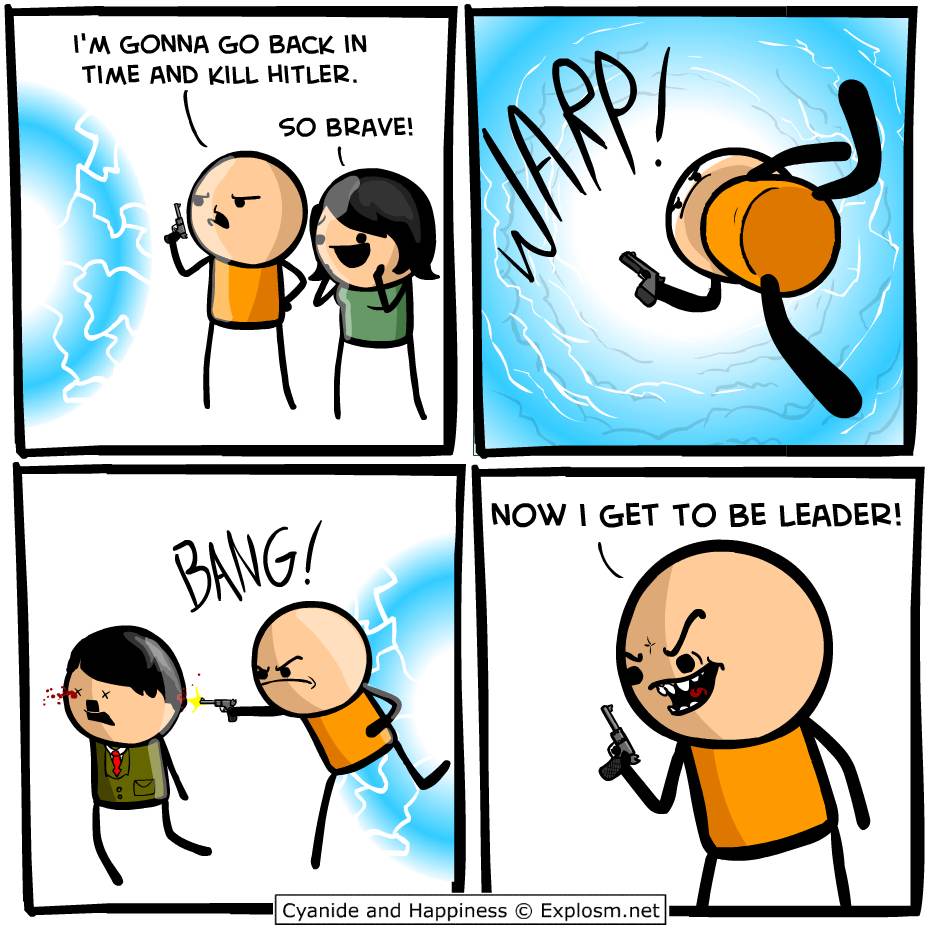 I'M GONNA GO BACK IN
TIME AND KILL HITLER.
SO BRAVE!
WARP!
BANG!
NOW I GET TO BE LEADER!
Cyanide and Happiness © Explosm.net